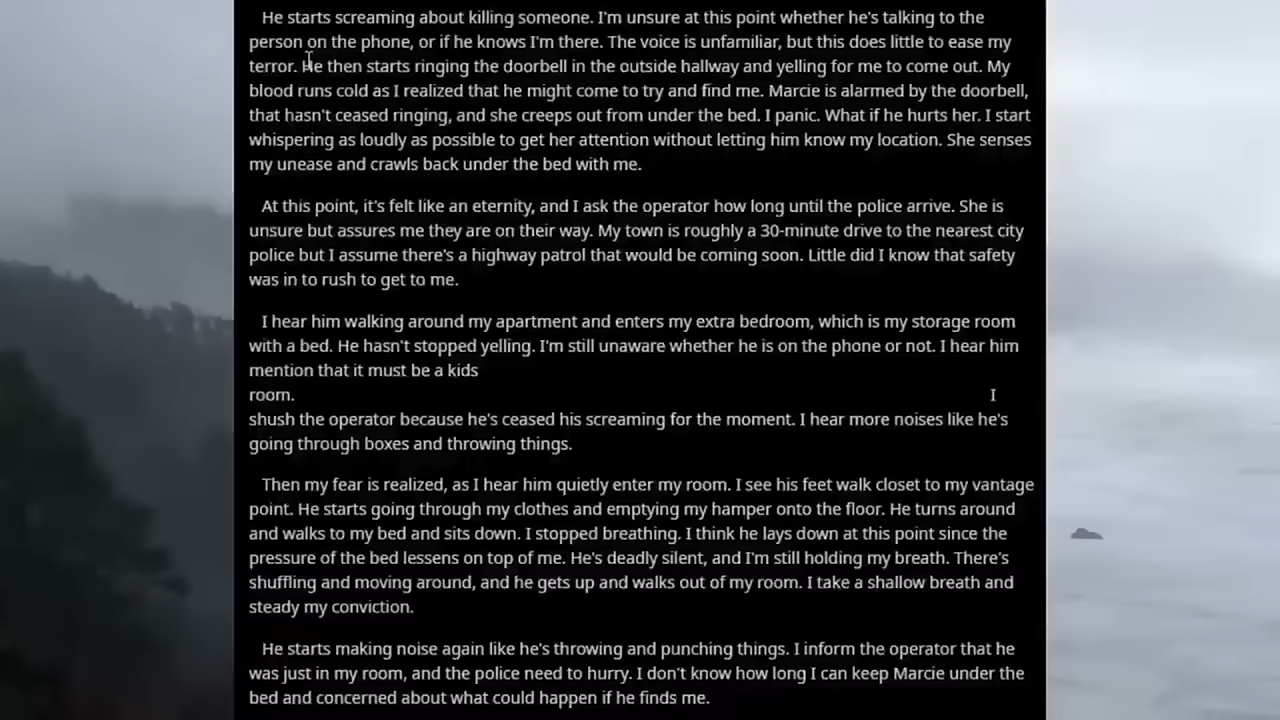 He starts screaming about killing someone. I'm unsure at this point whether he's talking to the
person on the phone, or if he knows I'm there. The voice is unfamiliar, but this does little to ease my
terror. He then starts ringing the doorbell in the outside hallway and yelling for me to come out. My
blood runs cold as I realized that he might come to try and find me. Marcie is alarmed by the doorbell,
that hasn't ceased ringing, and she creeps out from under the bed. I panic. What if he hurts her. I start
whispering as loudly as possible to get her attention without letting him know my location. She senses
my unease and crawls back under the bed with me.
At this point, it's felt like an eternity, and I ask the operator how long until the police arrive. She is
unsure but assures me they are on their way. My town is roughly a 30-minute drive to the nearest city
police but I assume there's a highway patrol that would be coming soon. Little did I know that safety
was in to rush to get to me.
I hear him walking around my apartment and enters my extra bedroom, which is my storage room
with a bed. He hasn't stopped yelling. I'm still unaware whether he is on the phone or not. I hear him
mention that it must be a kids
room. I
shush the operator because he's ceased his screaming for the moment. I hear more noises like he's
going through boxes and throwing things.
Then my fear is realized, as I hear him quietly enter my room. I see his feet walk closet to my vantage
point. He starts going through my clothes and emptying my hamper onto the floor. He turns around
and walks to my bed and sits down. I stopped breathing. I think he lays down at this point since the
pressure of the bed lessens on top of me. He's deadly silent, and I'm still holding my breath. There's
shuffling and moving around, and he gets up and walks out of my room. I take a shallow breath and
steady my conviction.
He starts making noise again like he's throwing and punching things. I inform the operator that he
was just in my room, and the police need to hurry. I don't know how long I can keep Marcie under the
bed and concerned about what could happen if he finds me.